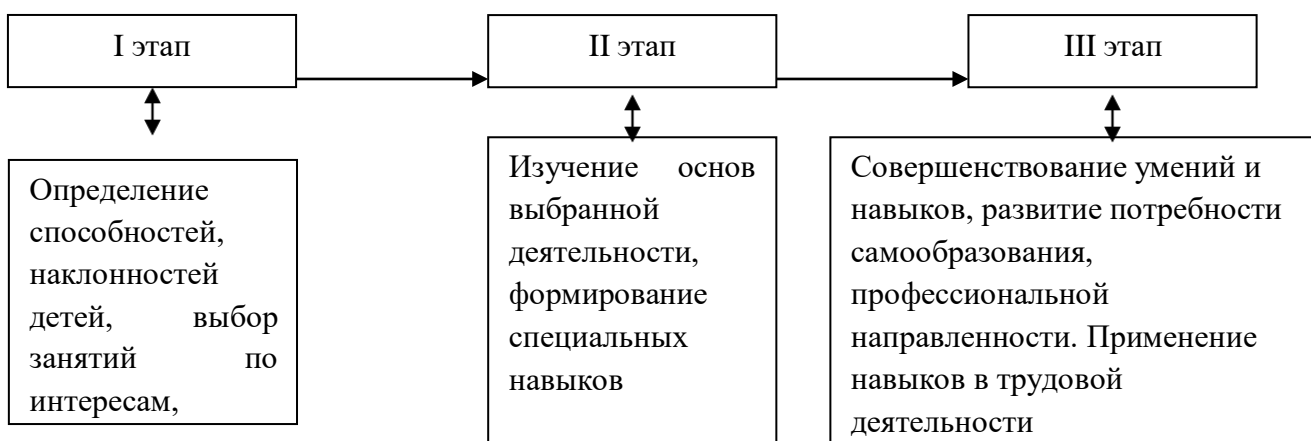 I этап
II этап
III этап
Определение
способностей,
наклонностей
детей, выбор
занятий по
интересам,
Изучение основ
выбранной
деятельности,
формирование
специальных
навыков
Совершенствование умений и
навыков, развитие потребности
самообразования,
профессиональной
направленности. Применение
навыков в трудовой
деятельности